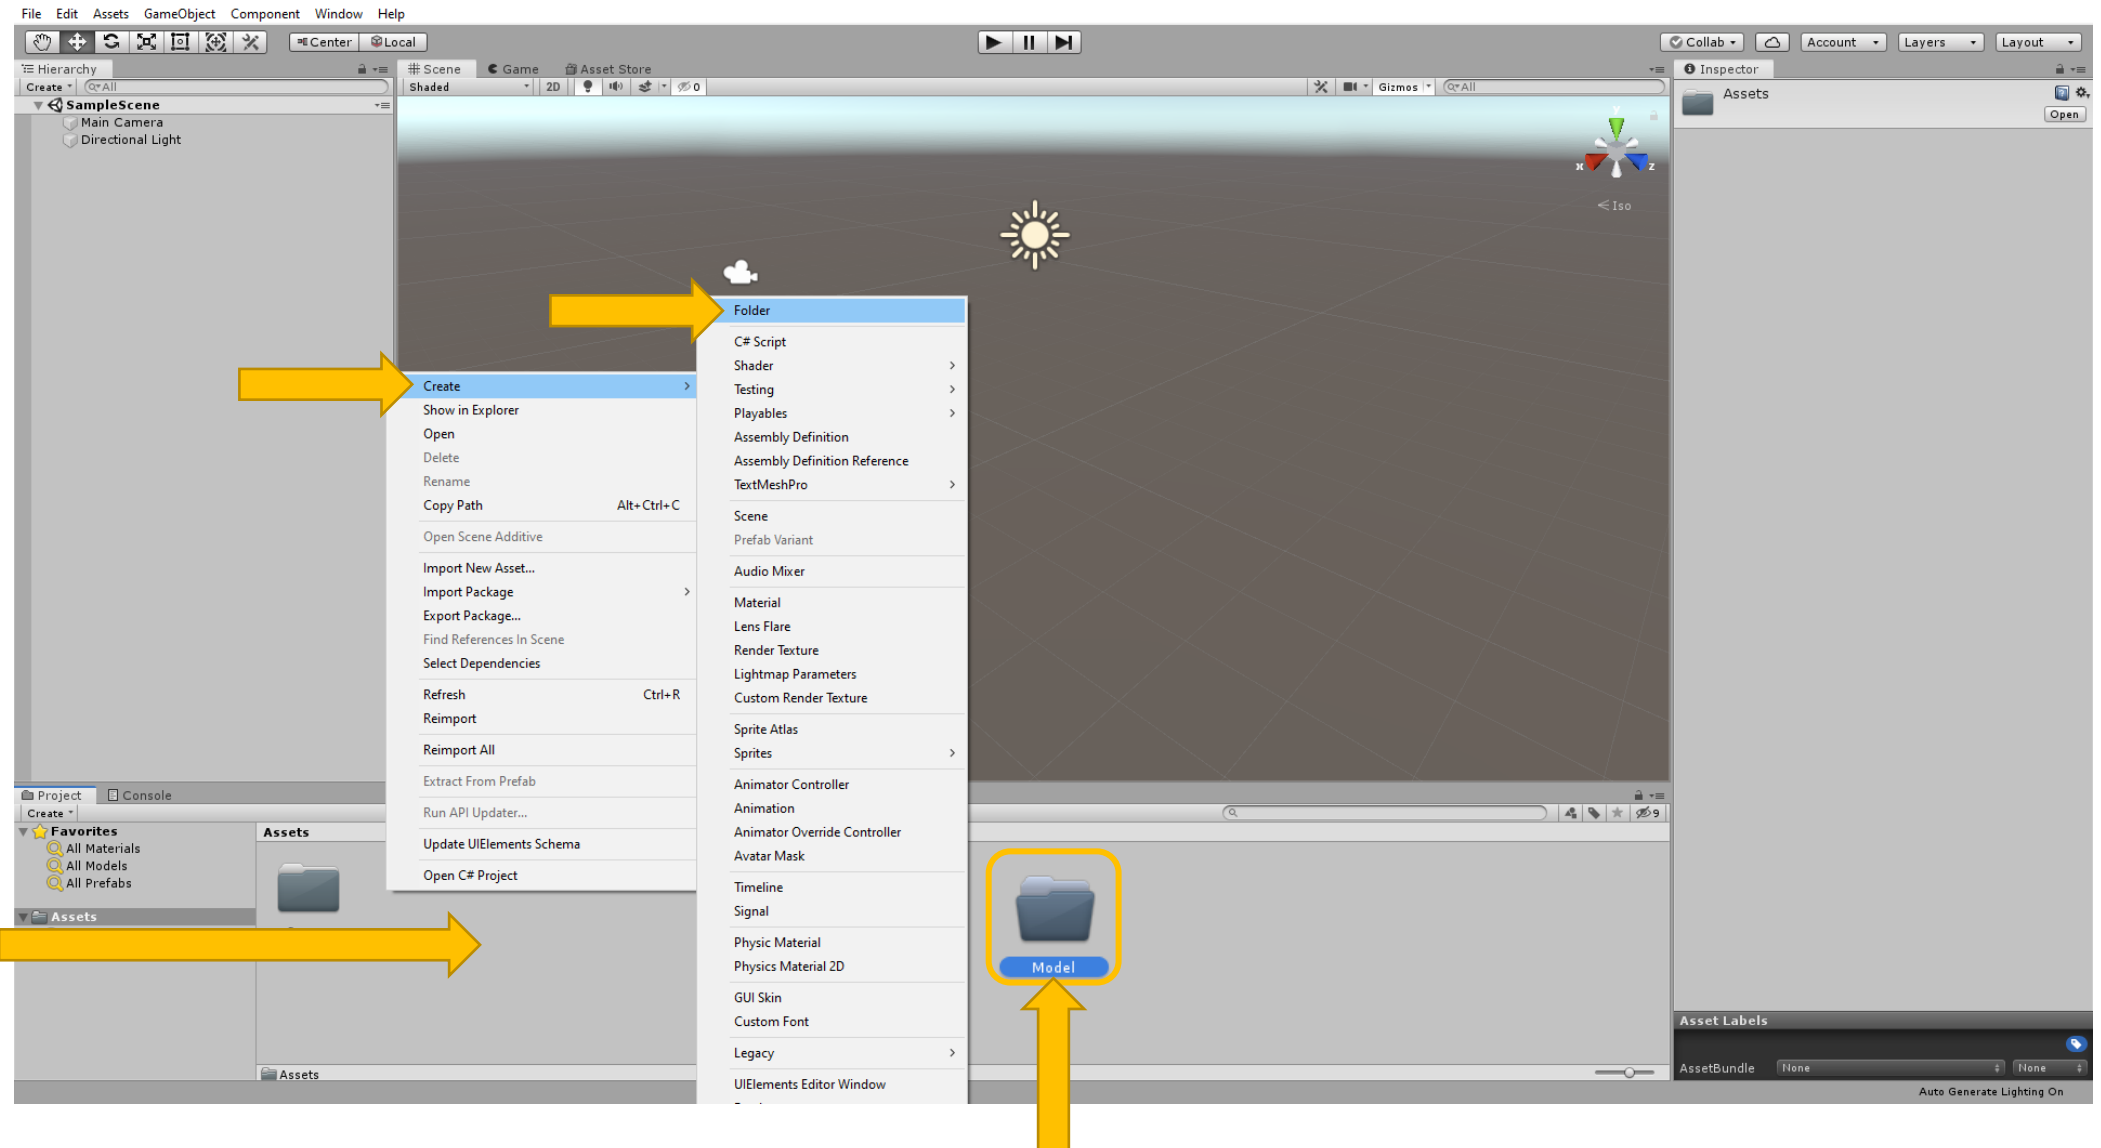 File Edit Assets GameObject Component Window Help
Center Local
Collab Account Layers Layout
Hierarchy
Scene Game Asset Store
Inspector
Create All
Shaded 2D 0 Gizmos All
Assets
Open
SampleScene
Main Camera
Directional Light
Y
x z
Iso
Create
Show in Explorer
Open
Delete
Rename
Copy Path Alt+Ctrl+C
Open Scene Additive
Import New Asset...
Import Package
Export Package...
Find References In Scene
Select Dependencies
Refresh Ctrl+R
Reimport
Reimport All
Extract From Prefab
Run API Updater...
Update UIElements Schema
Open C# Project
Folder
C# Script
Shader
Testing
Playables
Assembly Definition
Assembly Definition Reference
TextMeshPro
Scene
Prefab Variant
Audio Mixer
Material
Lens Flare
Render Texture
Lightmap Parameters
Custom Render Texture
Sprite Atlas
Sprites
Animator Controller
Animation
Animator Override Controller
Avatar Mask
Timeline
Signal
Physic Material
Physics Material 2D
GUI Skin
Custom Font
Legacy
UIElements Editor Window
Project Console
Create
9
Favorites
All Materials
All Models
All Prefabs
Assets
Assets
Model
Assets
Asset Labels
AssetBundle None None
Auto Generate Lighting On